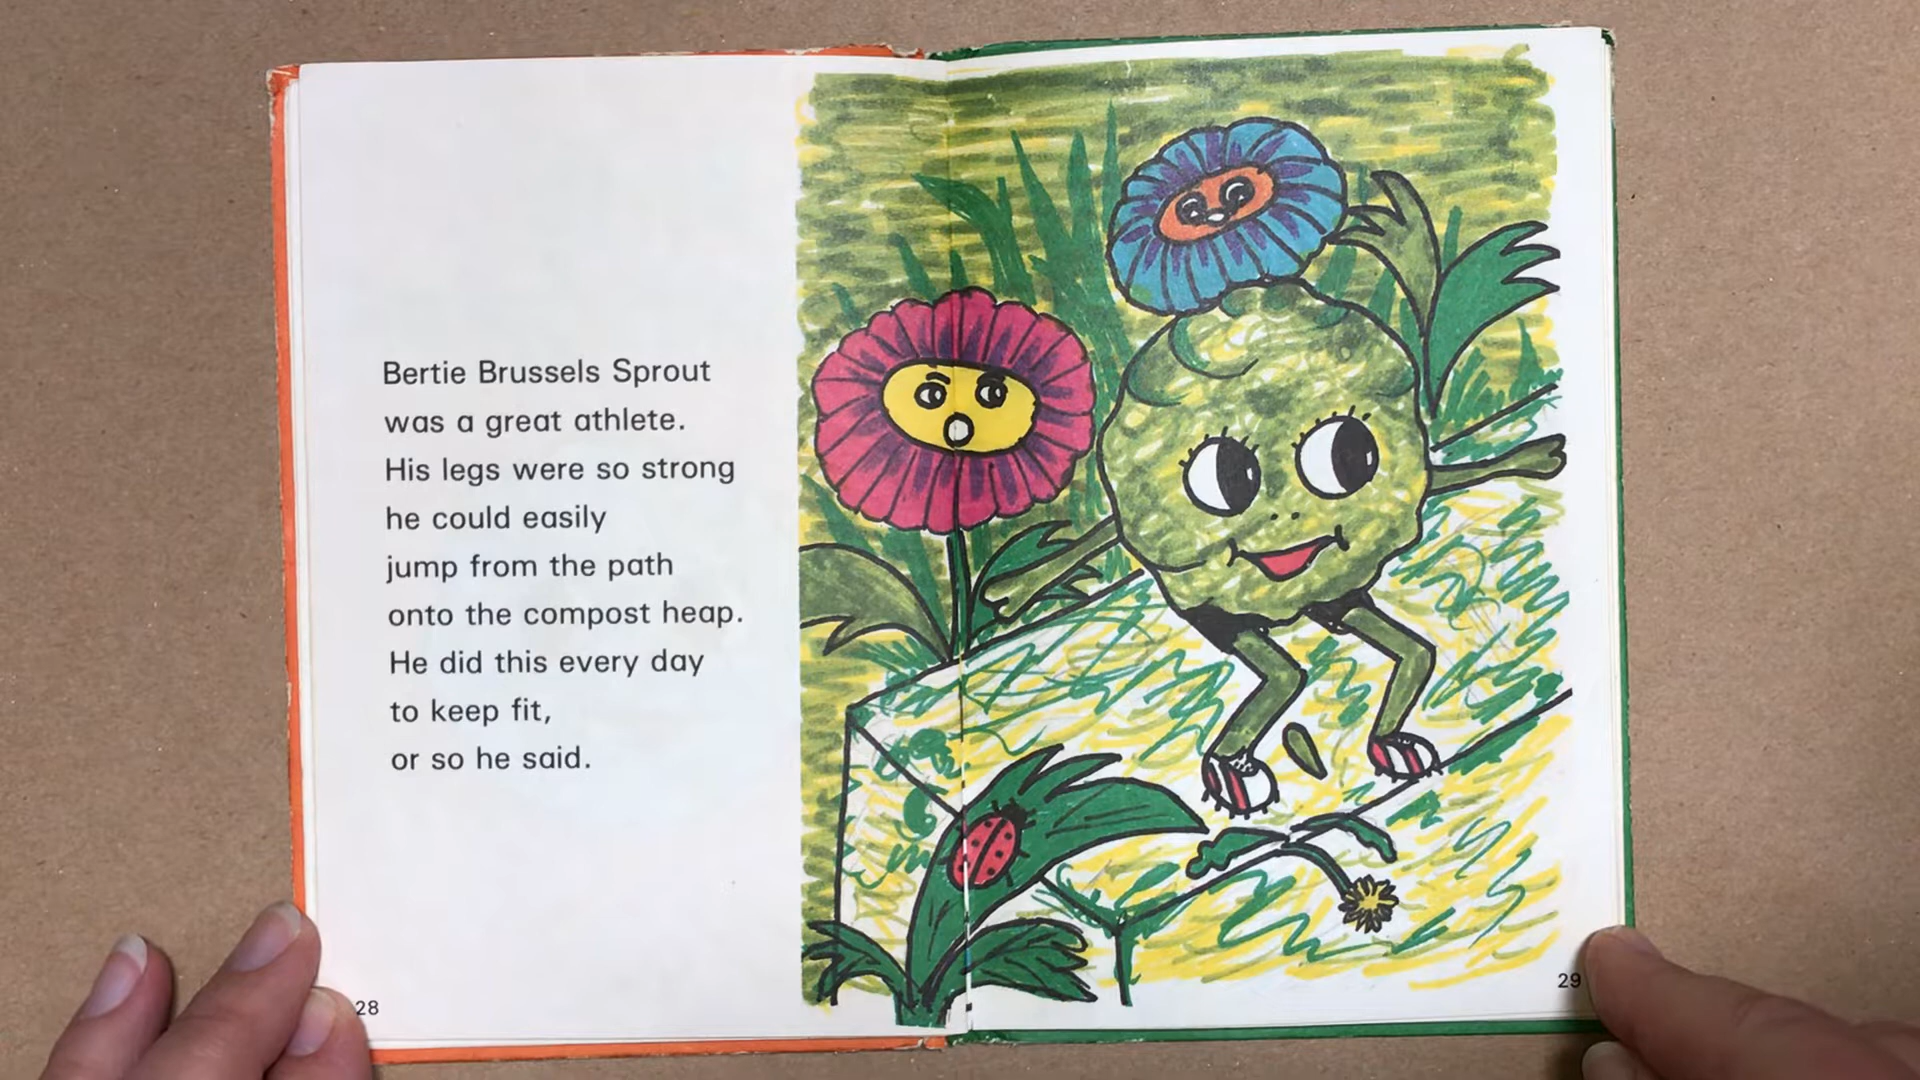 Bertie Brussels Sprout
was a great athlete.
His legs were so strong
he could easily
jump from the path
onto the compost heap.
He did this every day
to keep fit,
or so he said.
28
29